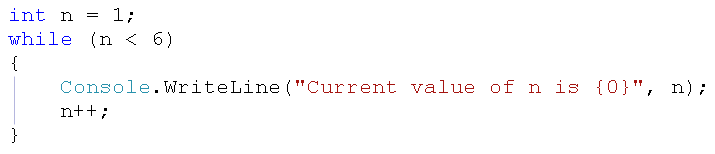 int n = 1;
while (n < 6)
{
    Console.WriteLine("Current value of n is {0}", n);
    n++;
}